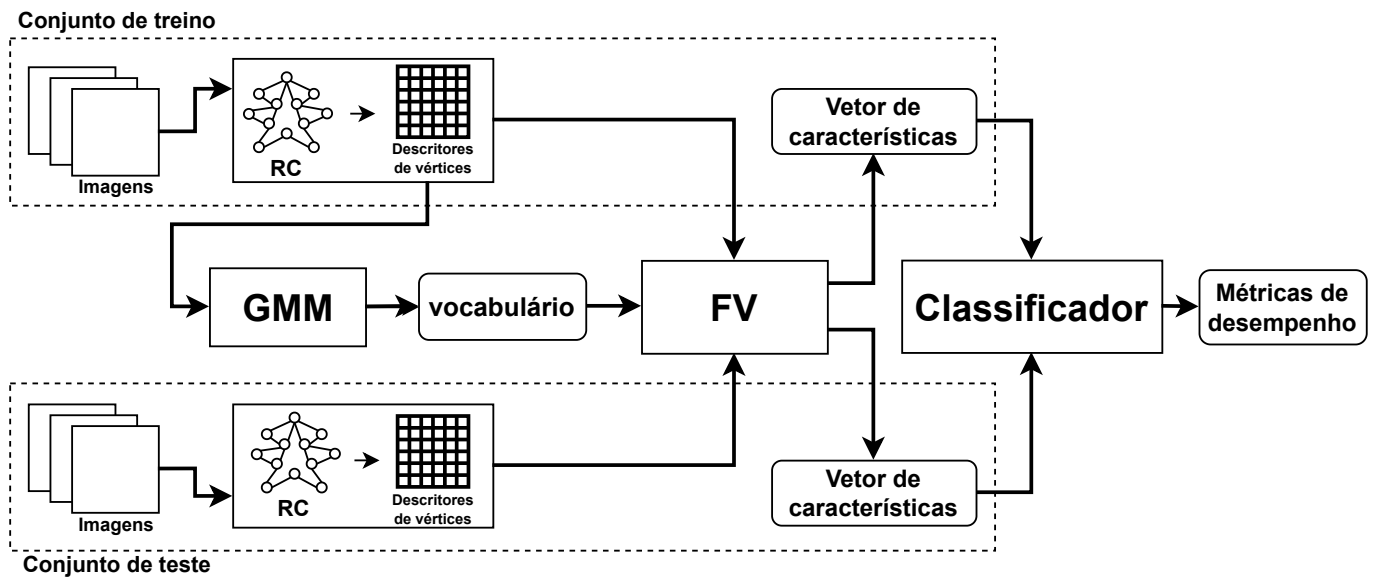 Conjunto de treino
Imagens
RC
Descritores
de vértices
Vetor de
características
GMM
vocabulário
FV
Classificador
Métricas de
desempenho
Imagens
RC
Descritores
de vértices
Vetor de
características
Conjunto de teste